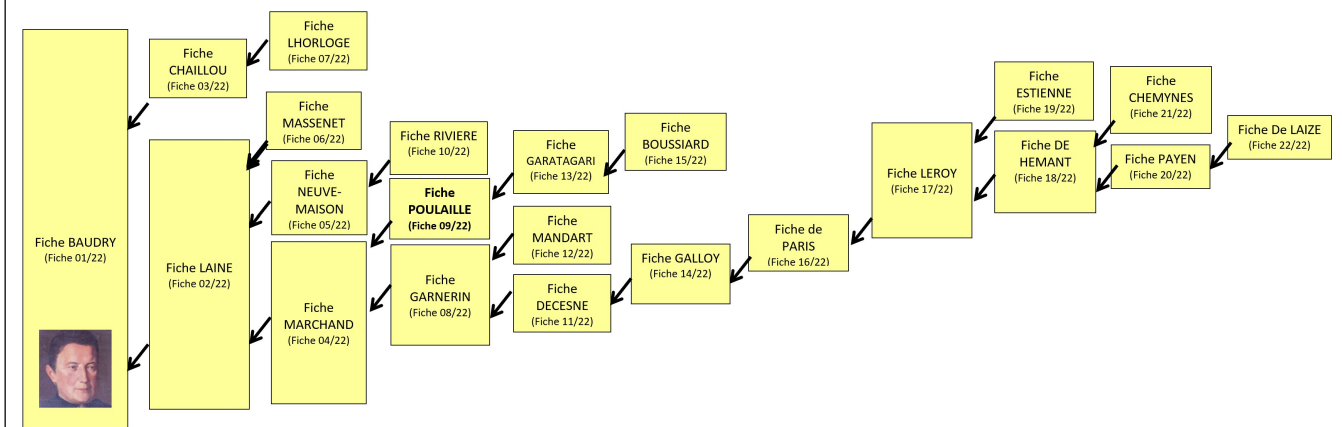 Fiche BAUDRY
(Fiche 01/22)
Fiche
CHAILLOU
(Fiche 03/22)
Fiche LAINE
(Fiche 02/22)
Fiche
LHORLOGE
(Fiche 07/22)
Fiche
MASSENET
(Fiche 06/22)
Fiche
NEUVE-
MAISON
(Fiche 05/22)
Fiche
MARCHAND
(Fiche 04/22)
Fiche RIVIERE
(Fiche 10/22)
Fiche
POULAILLE
(Fiche 09/22)
Fiche
GARNERIN
(Fiche 08/22)
Fiche
GARATAGARI
(Fiche 13/22)
Fiche
MANDART
(Fiche 12/22)
Fiche
DECESNE
(Fiche 11/22)
Fiche
BOUSSIARD
(Fiche 15/22)
Fiche GALLOY
(Fiche 14/22)
Fiche de
PARIS
(Fiche 16/22)
Fiche LEROY
(Fiche 17/22)
Fiche
ESTIENNE
(Fiche 19/22)
Fiche DE
HEMANT
(Fiche 18/22)
Fiche
CHEMYNES
(Fiche 21/22)
Fiche PAYEN
(Fiche 20/22)
Fiche De LAIZE
(Fiche 22/22)